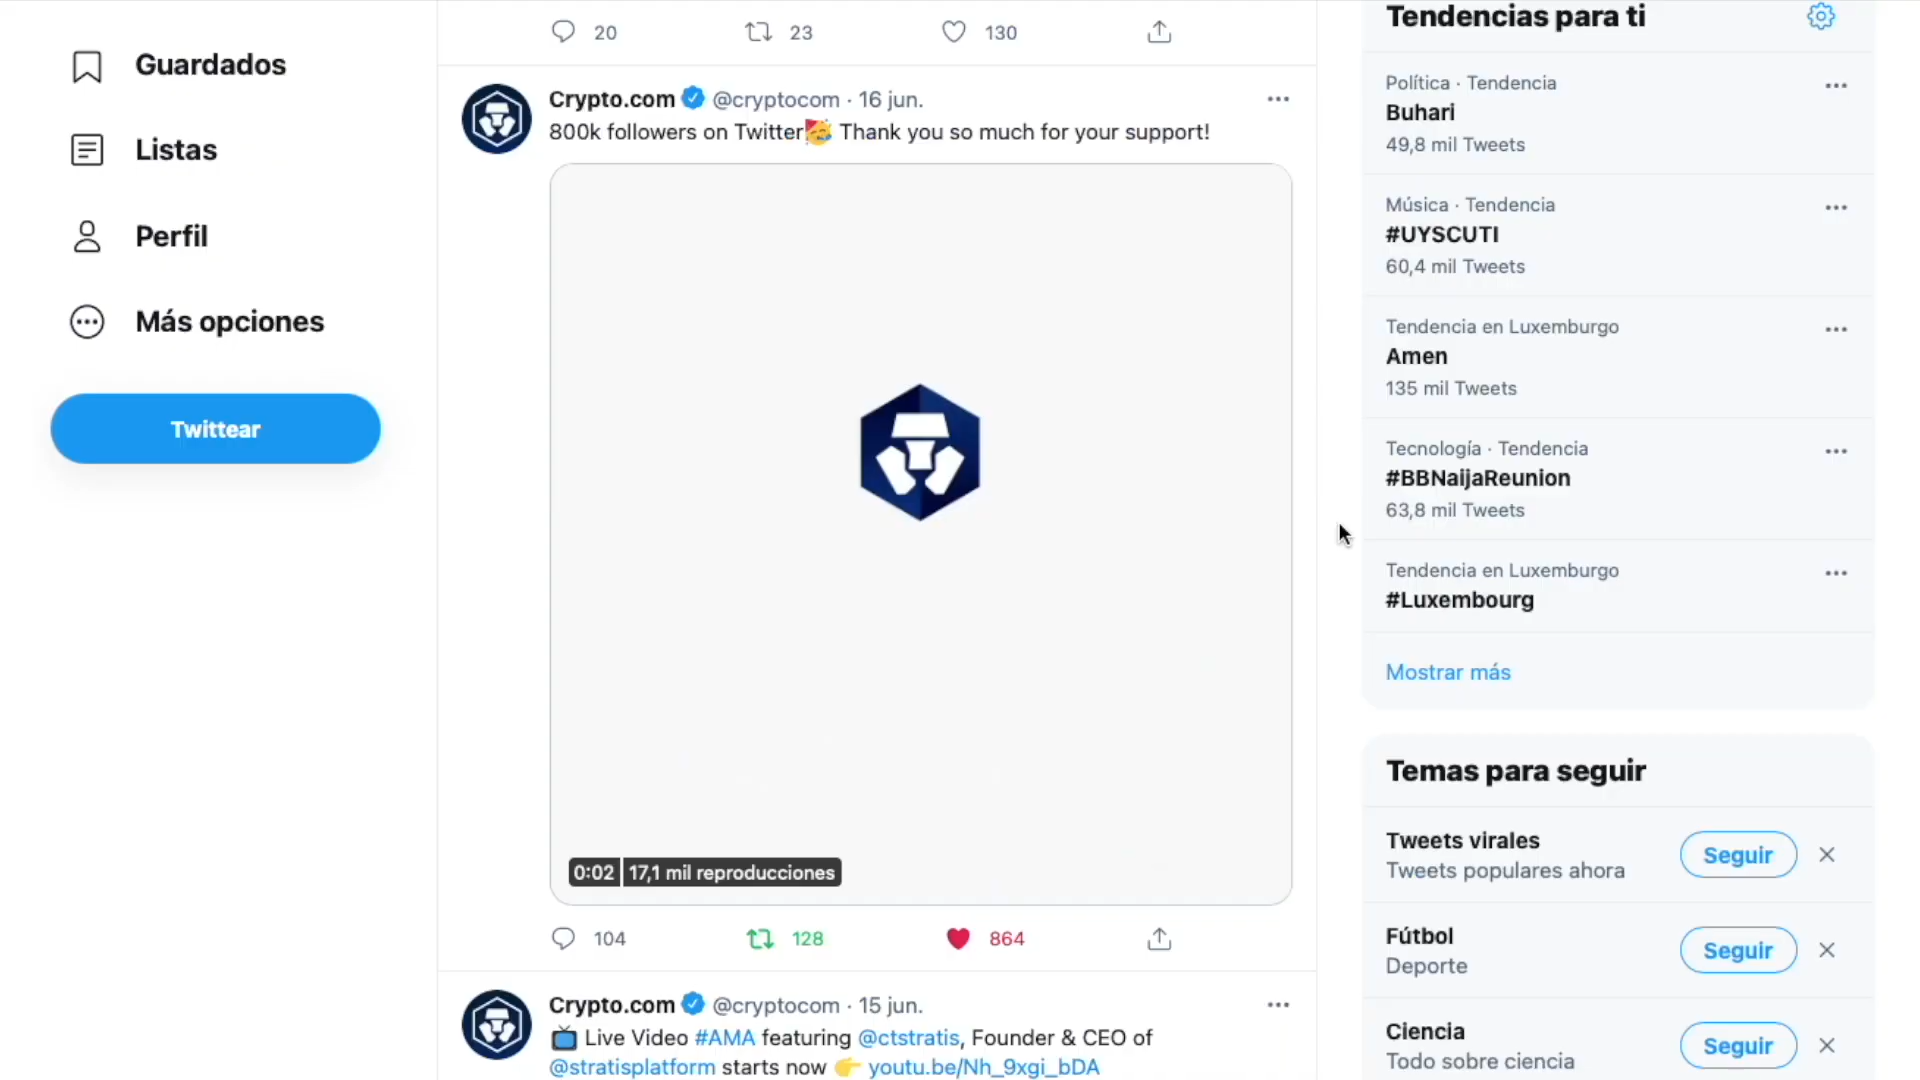 Guardados
Listas
Perfil
Más opciones
Twittear
20 23 130
Crypto.com @cryptocom · 16 jun.
800k followers on Twitter🥳 Thank you so much for your support!
0:02 17,1 mil reproducciones
104 128 864
Crypto.com @cryptocom · 15 jun.
📺 Live Video #AMA featuring @ctstratis, Founder & CEO of
@stratisplatform starts now 👉 youtu.be/Nh_9xgi_bDA
Tendencias para ti
Política · Tendencia
Buhari
49,8 mil Tweets
Música · Tendencia
#UYSCUTI
60,4 mil Tweets
Tendencia en Luxemburgo
Amen
135 mil Tweets
Tecnología · Tendencia
#BBNaijaReunion
63,8 mil Tweets
Tendencia en Luxemburgo
#Luxembourg
Mostrar más
Temas para seguir
Tweets virales
Tweets populares ahora
Seguir
Fútbol
Deporte
Seguir
Ciencia
Todo sobre ciencia
Seguir